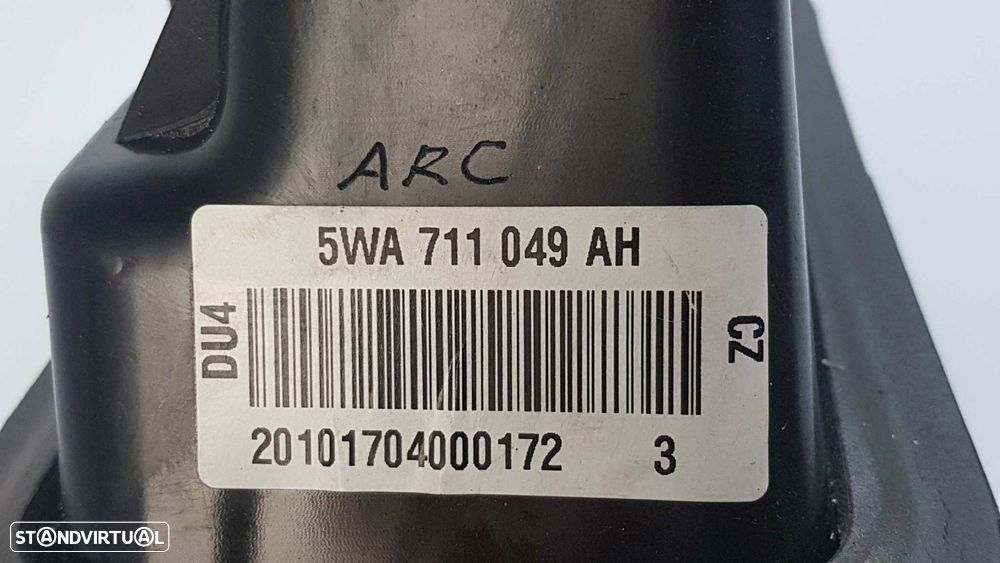 ARC
5WA 711 049 AH
DU4
CZ
20101704000172 3
STANDVIRTUAL